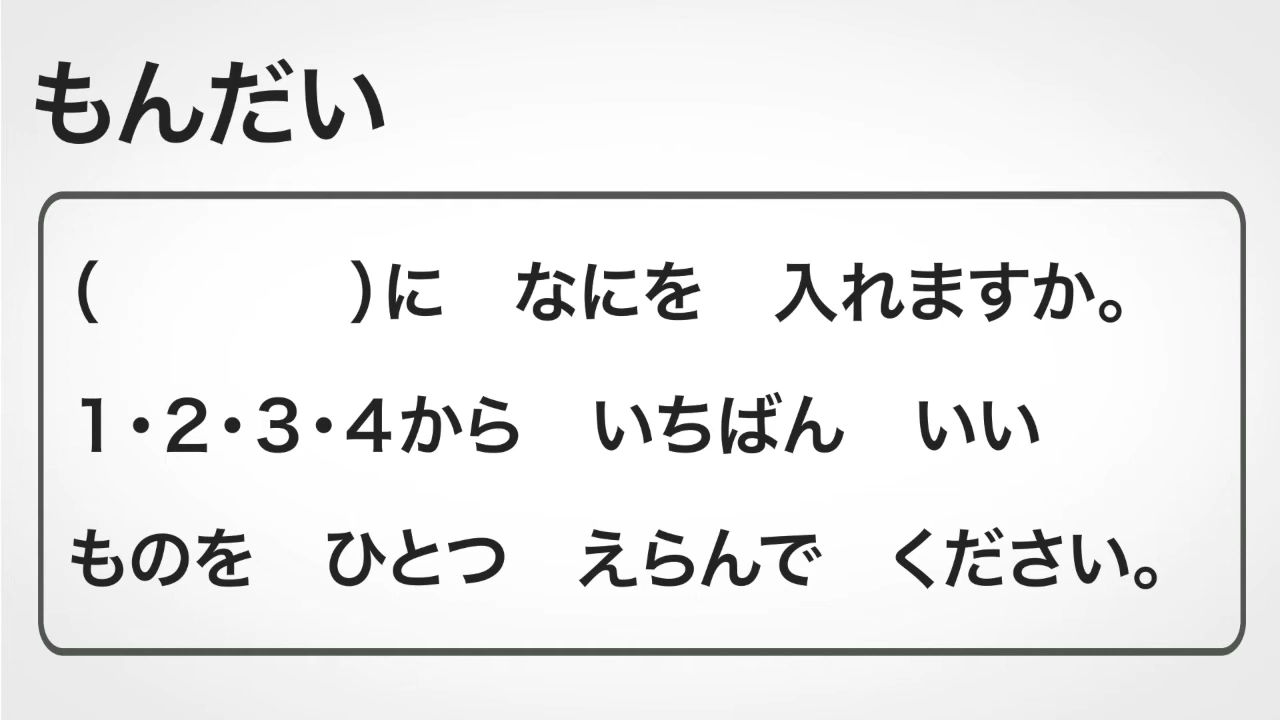 もんだい
(　　　　)に　なにを　入れますか。
1・2・3・4から　いちばん　いい
ものを　ひとつ　えらんで　ください。